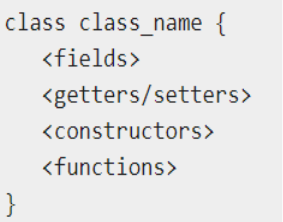 class class_name {
<fields>
<getters/setters>
<constructors>
<functions>
}